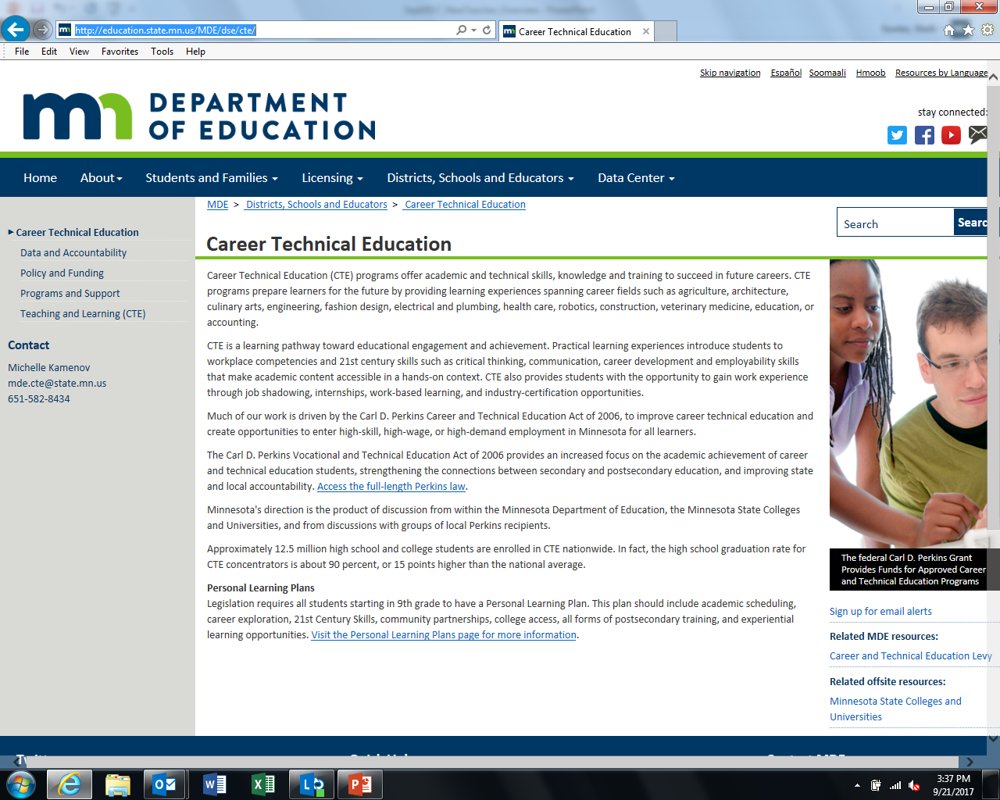 http://education.state.mn.us/MDE/dse/cte/
Career Technical Education
File Edit View Favorites Tools Help
Skip navigation Español Soomaali Hmoob Resources by Language
mn DEPARTMENT
OF EDUCATION
stay connected:
Home About Students and Families Licensing Districts, Schools and Educators Data Center
MDE > Districts, Schools and Educators > Career Technical Education
Search Searc
Career Technical Education
Data and Accountability
Policy and Funding
Programs and Support
Teaching and Learning (CTE)
Contact
Michelle Kamenov
mde.cte@state.mn.us
651-582-8434
Career Technical Education
Career Technical Education (CTE) programs offer academic and technical skills, knowledge and training to succeed in future careers. CTE
programs prepare learners for the future by providing learning experiences spanning career fields such as agriculture, architecture,
culinary arts, engineering, fashion design, electrical and plumbing, health care, robotics, construction, veterinary medicine, education, or
accounting.
CTE is a learning pathway toward educational engagement and achievement. Practical learning experiences introduce students to
workplace competencies and 21st century skills such as critical thinking, communication, career development and employability skills
that make academic content accessible in a hands-on context. CTE also provides students with the opportunity to gain work experience
through job shadowing, internships, work-based learning, and industry-certification opportunities.
Much of our work is driven by the Carl D. Perkins Career and Technical Education Act of 2006, to improve career technical education and
create opportunities to enter high-skill, high-wage, or high-demand employment in Minnesota for all learners.
The Carl D. Perkins Vocational and Technical Education Act of 2006 provides an increased focus on the academic achievement of career
and technical education students, strengthening the connections between secondary and postsecondary education, and improving state
and local accountability. Access the full-length Perkins law.
Minnesota's direction is the product of discussion from within the Minnesota Department of Education, the Minnesota State Colleges
and Universities, and from discussions with groups of local Perkins recipients.
Approximately 12.5 million high school and college students are enrolled in CTE nationwide. In fact, the high school graduation rate for
CTE concentrators is about 90 percent, or 15 points higher than the national average.
Personal Learning Plans
Legislation requires all students starting in 9th grade to have a Personal Learning Plan. This plan should include academic scheduling,
career exploration, 21st Century Skills, community partnerships, college access, all forms of postsecondary training, and experiential
learning opportunities. Visit the Personal Learning Plans page for more information.
The federal Carl D. Perkins Grant
Provides Funds for Approved Career
and Technical Education Programs
Sign up for email alerts
Related MDE resources:
Career and Technical Education Levy
Related offsite resources:
Minnesota State Colleges and
Universities
3:37 PM
9/21/2017